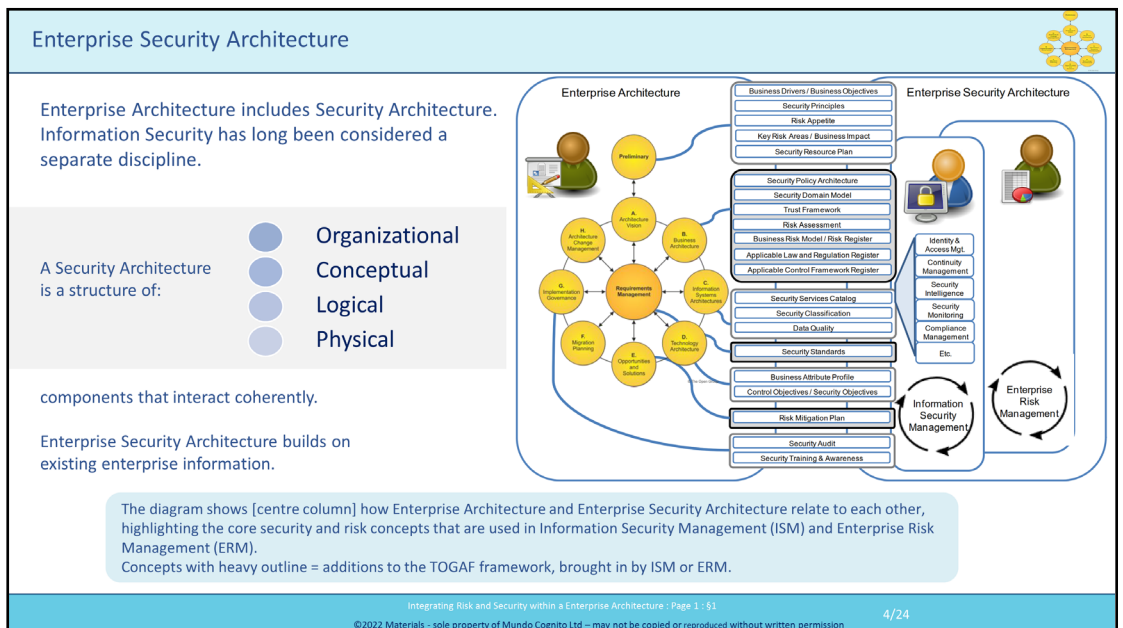 Enterprise Security Architecture
Enterprise Architecture includes Security Architecture.
Information Security has long been considered a
separate discipline.
A Security Architecture
is a structure of:
Organizational
Conceptual
Logical
Physical
components that interact coherently.
Enterprise Security Architecture builds on
existing enterprise information.
Enterprise Architecture
Preliminary
A.
Architecture
Vision
H.
Architecture
Change
Management
B.
Business
Architecture
G.
Implementation
Governance
Requirements
Management
C.
Information
Systems
Architectures
F.
Migration
Planning
D.
Technology
Architecture
E.
Opportunities
and
Solutions
Business Drivers / Business Objectives
Security Principles
Risk Appetite
Key Risk Areas / Business Impact
Security Resource Plan
Security Policy Architecture
Security Domain Model
Trust Framework
Risk Assessment
Business Risk Model / Risk Register
Applicable Law and Regulation Register
Applicable Control Framework Register
Security Services Catalog
Security Classification
Data Quality
Security Standards
Business Attribute Profile
Control Objectives / Security Objectives
Risk Mitigation Plan
Security Audit
Security Training & Awareness
Enterprise Security Architecture
Identity &
Access Mgt.
Continuity
Management
Security
Intelligence
Security
Monitoring
Compliance
Management
Etc.
Information
Security
Management
Enterprise
Risk
Management
The diagram shows [centre column] how Enterprise Architecture and Enterprise Security Architecture relate to each other,
highlighting the core security and risk concepts that are used in Information Security Management (ISM) and Enterprise Risk
Management (ERM).
Concepts with heavy outline = additions to the TOGAF framework, brought in by ISM or ERM.
Integrating Risk and Security within a Enterprise Architecture : Page 1 : §1
4/24
©2022 Materials - sole property of Mundo Cognito Ltd – may not be copied or reproduced without written permission